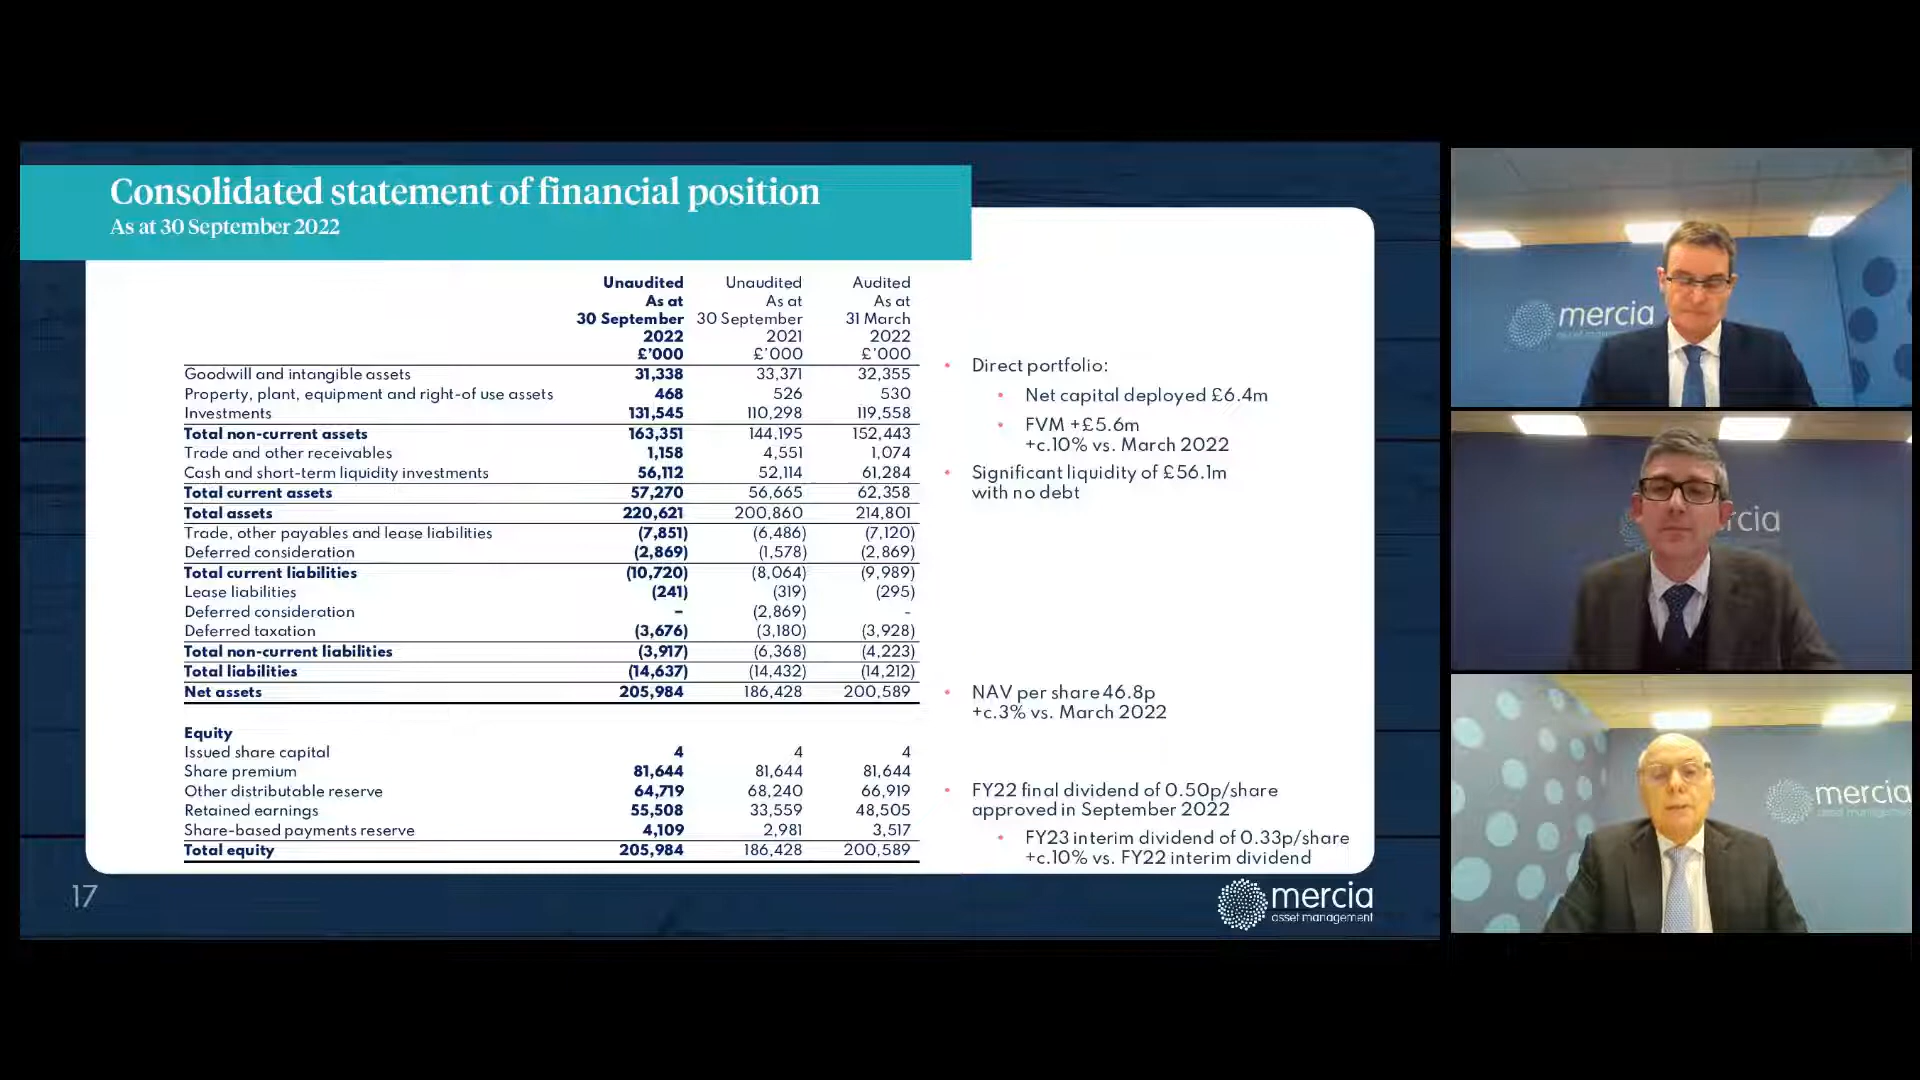 Consolidated statement of financial position
As at 30 September 2022
Unaudited Unaudited Audited
As at As at As at
30 September 30 September 31 March
2022 2021 2022
£'000 £'000 £'000
Goodwill and intangible assets 31,338 33,371 32,355
Property, plant, equipment and right-of use assets 468 526 530
Investments 131,545 110,298 119,558
Total non-current assets 163,351 144,195 152,443
Trade and other receivables 1,158 4,551 1,074
Cash and short-term liquidity investments 56,112 52,114 61,284
Total current assets 57,270 56,665 62,358
Total assets 220,621 200,860 214,801
Trade, other payables and lease liabilities (7,851) (6,486) (7,120)
Deferred consideration (2,869) (1,578) (2,869)
Total current liabilities (10,720) (8,064) (9,989)
Lease liabilities (241) (319) (295)
Deferred consideration – (2,869) -
Deferred taxation (3,676) (3,180) (3,928)
Total non-current liabilities (3,917) (6,368) (4,223)
Total liabilities (14,637) (14,432) (14,212)
Net assets 205,984 186,428 200,589
Equity
Issued share capital 4 4 4
Share premium 81,644 81,644 81,644
Other distributable reserve 64,719 68,240 66,919
Retained earnings 55,508 33,559 48,505
Share-based payments reserve 4,109 2,981 3,517
Total equity 205,984 186,428 200,589
• Direct portfolio:
• Net capital deployed £6.4m
• FVM +£5.6m
+c.10% vs. March 2022
• Significant liquidity of £56.1m
with no debt
• NAV per share 46.8p
+c.3% vs. March 2022
• FY22 final dividend of 0.50p/share
approved in September 2022
• FY23 interim dividend of 0.33p/share
+c.10% vs. FY22 interim dividend
17
mercia
asset management
mercia
asset management
rcia
mercia
asset management